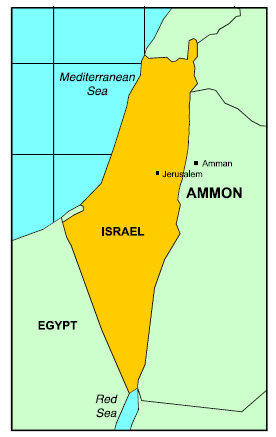 Mediterranean
Sea
Amman
Jerusalem
AMMON
ISRAEL
EGYPT
Red
Sea